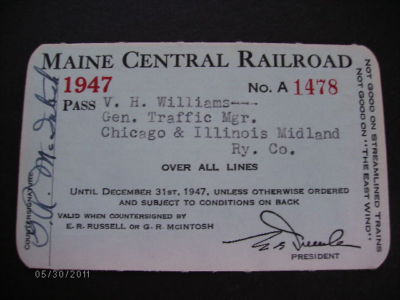 MAINE CENTRAL RAILROAD
1947
No. A 1478
PASS V. H. Williams---
Gen. Traffic Mgr.
Chicago & Illinois Midland
Ry. Co.
OVER ALL LINES
UNTIL DECEMBER 31ST, 1947, UNLESS OTHERWISE ORDERED
AND SUBJECT TO CONDITIONS ON BACK
VALID WHEN COUNTERSIGNED BY
E. R. RUSSELL OR G. R. MCINTOSH
PRESIDENT
COUNTERSIGNATURE
NOT GOOD ON STREAMLINED TRAINS
NOT GOOD ON "THE EAST WIND"
05/30/2011